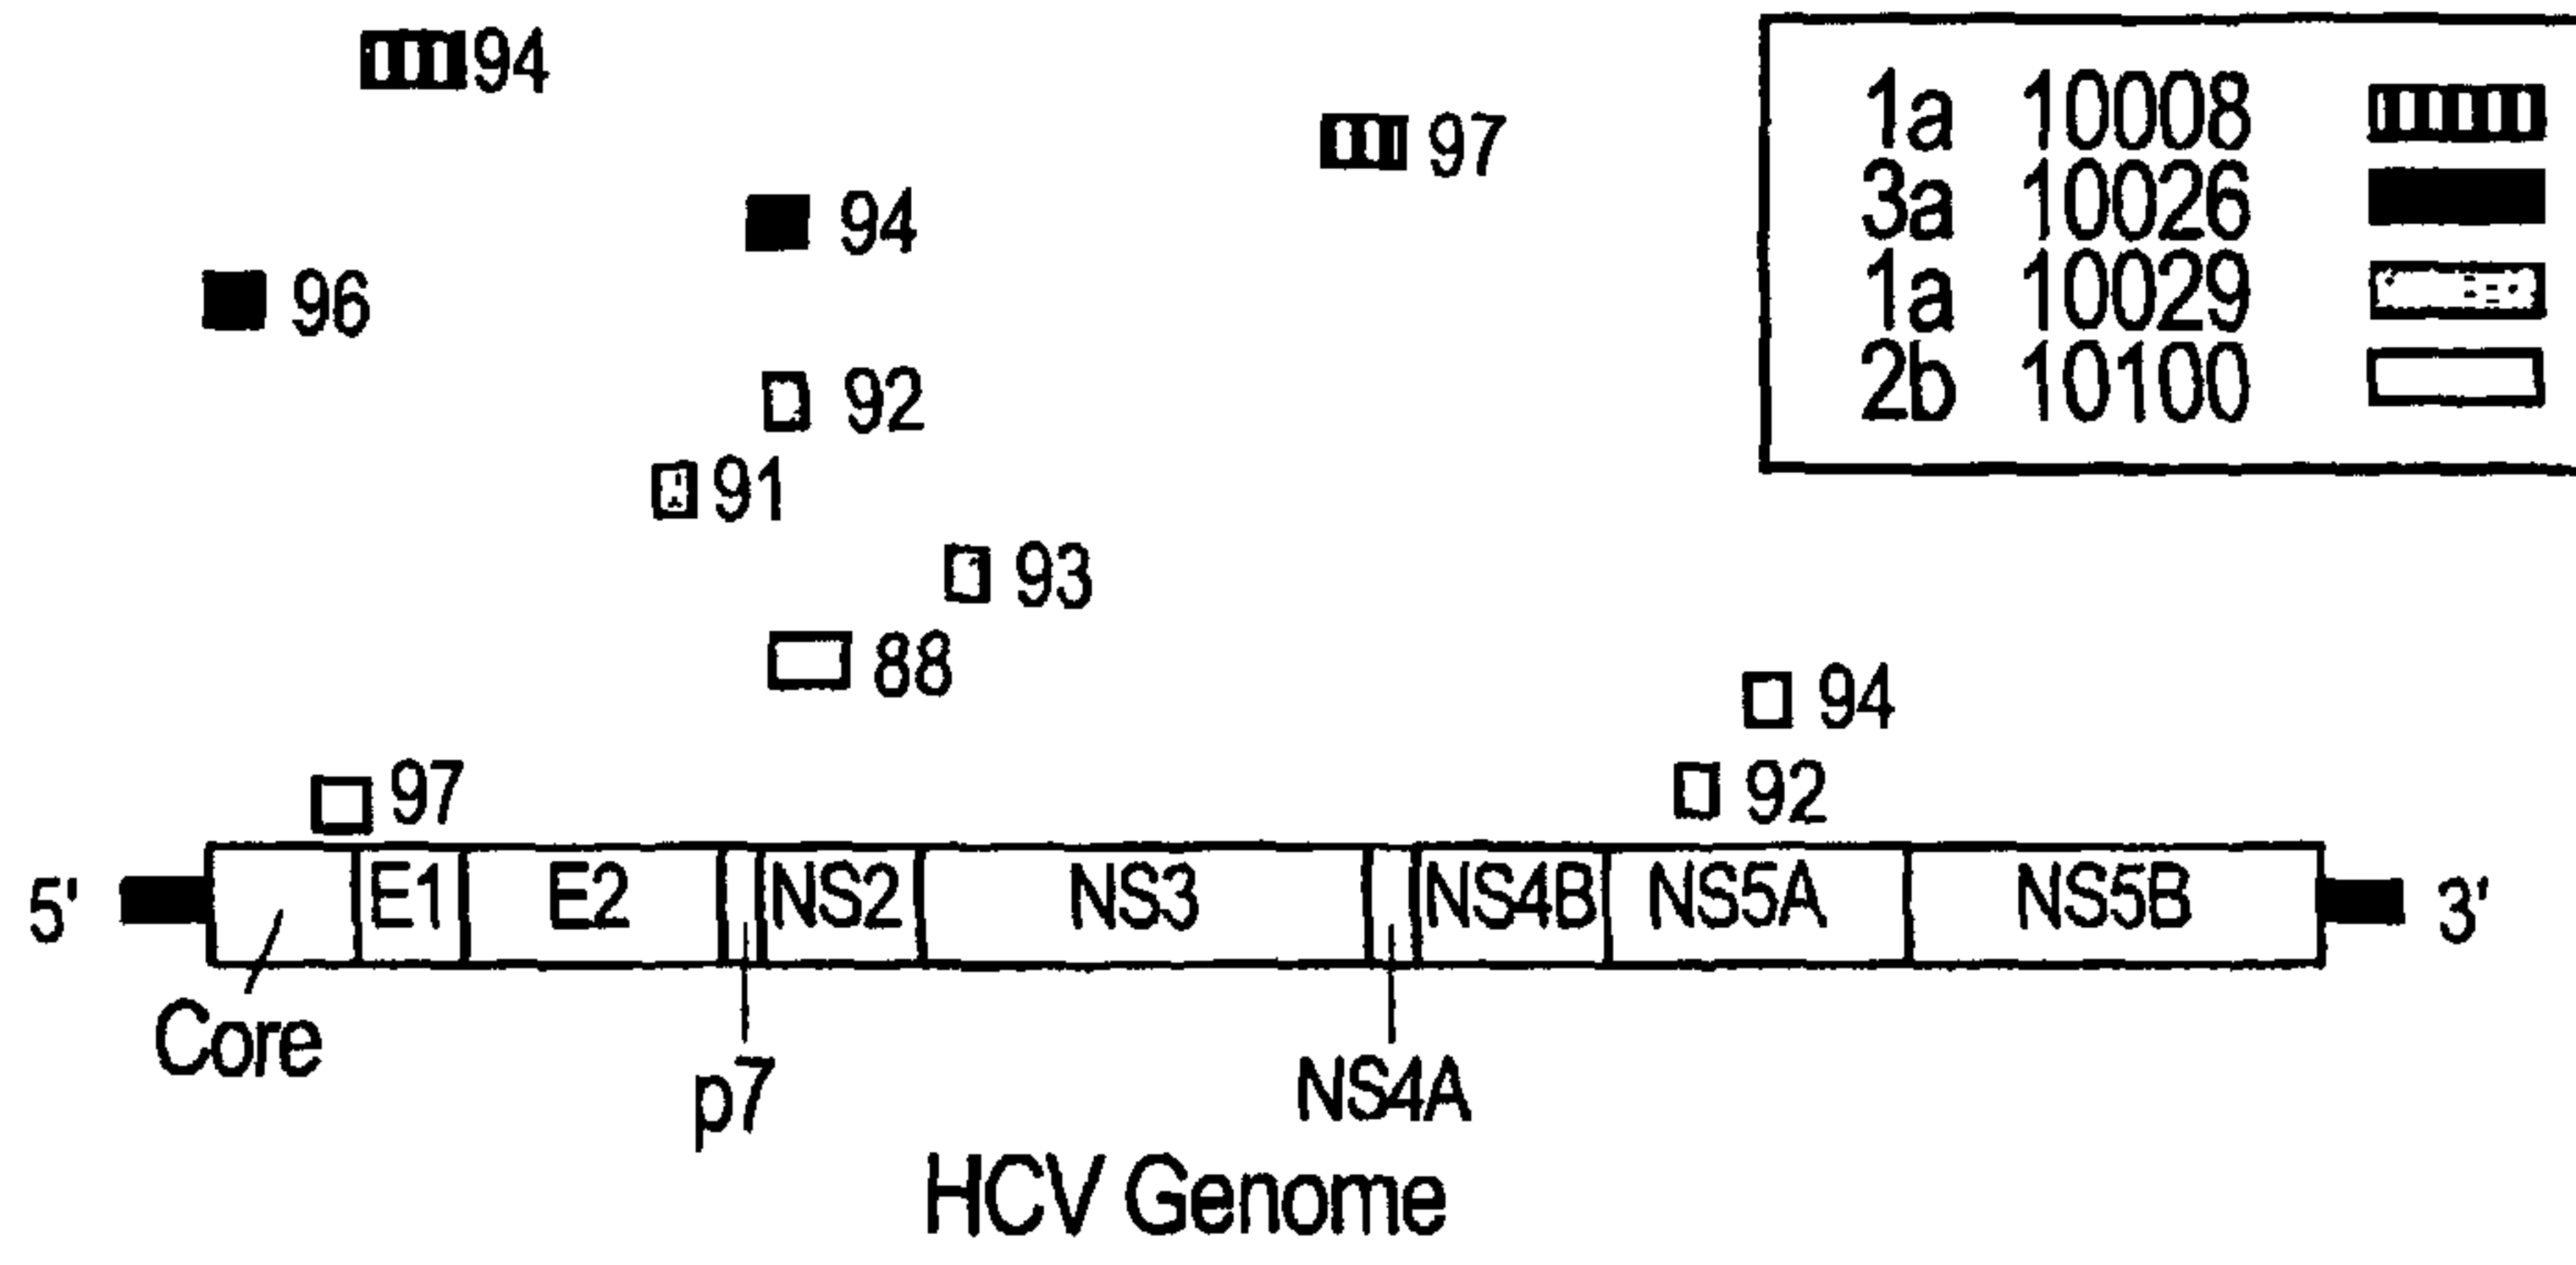 94
97
1a 10008
3a 10026
1a 10029
2b 10100
94
96
92
91
93
88
94
97
92
5' E1 E2 NS2 NS3 NS4B NS5A NS5B 3'
Core
p7
NS4A
HCV Genome